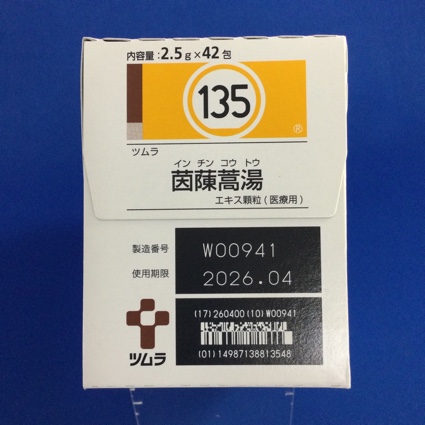 内容量:2.5g×42包
135
®
ツムラ
インチンコウトウ
茵蔯蒿湯
エキス顆粒(医療用)
製造番号 W00941
使用期限 2026.04
(17)260400(10)W00941
(01)14987138813548
ツムラ